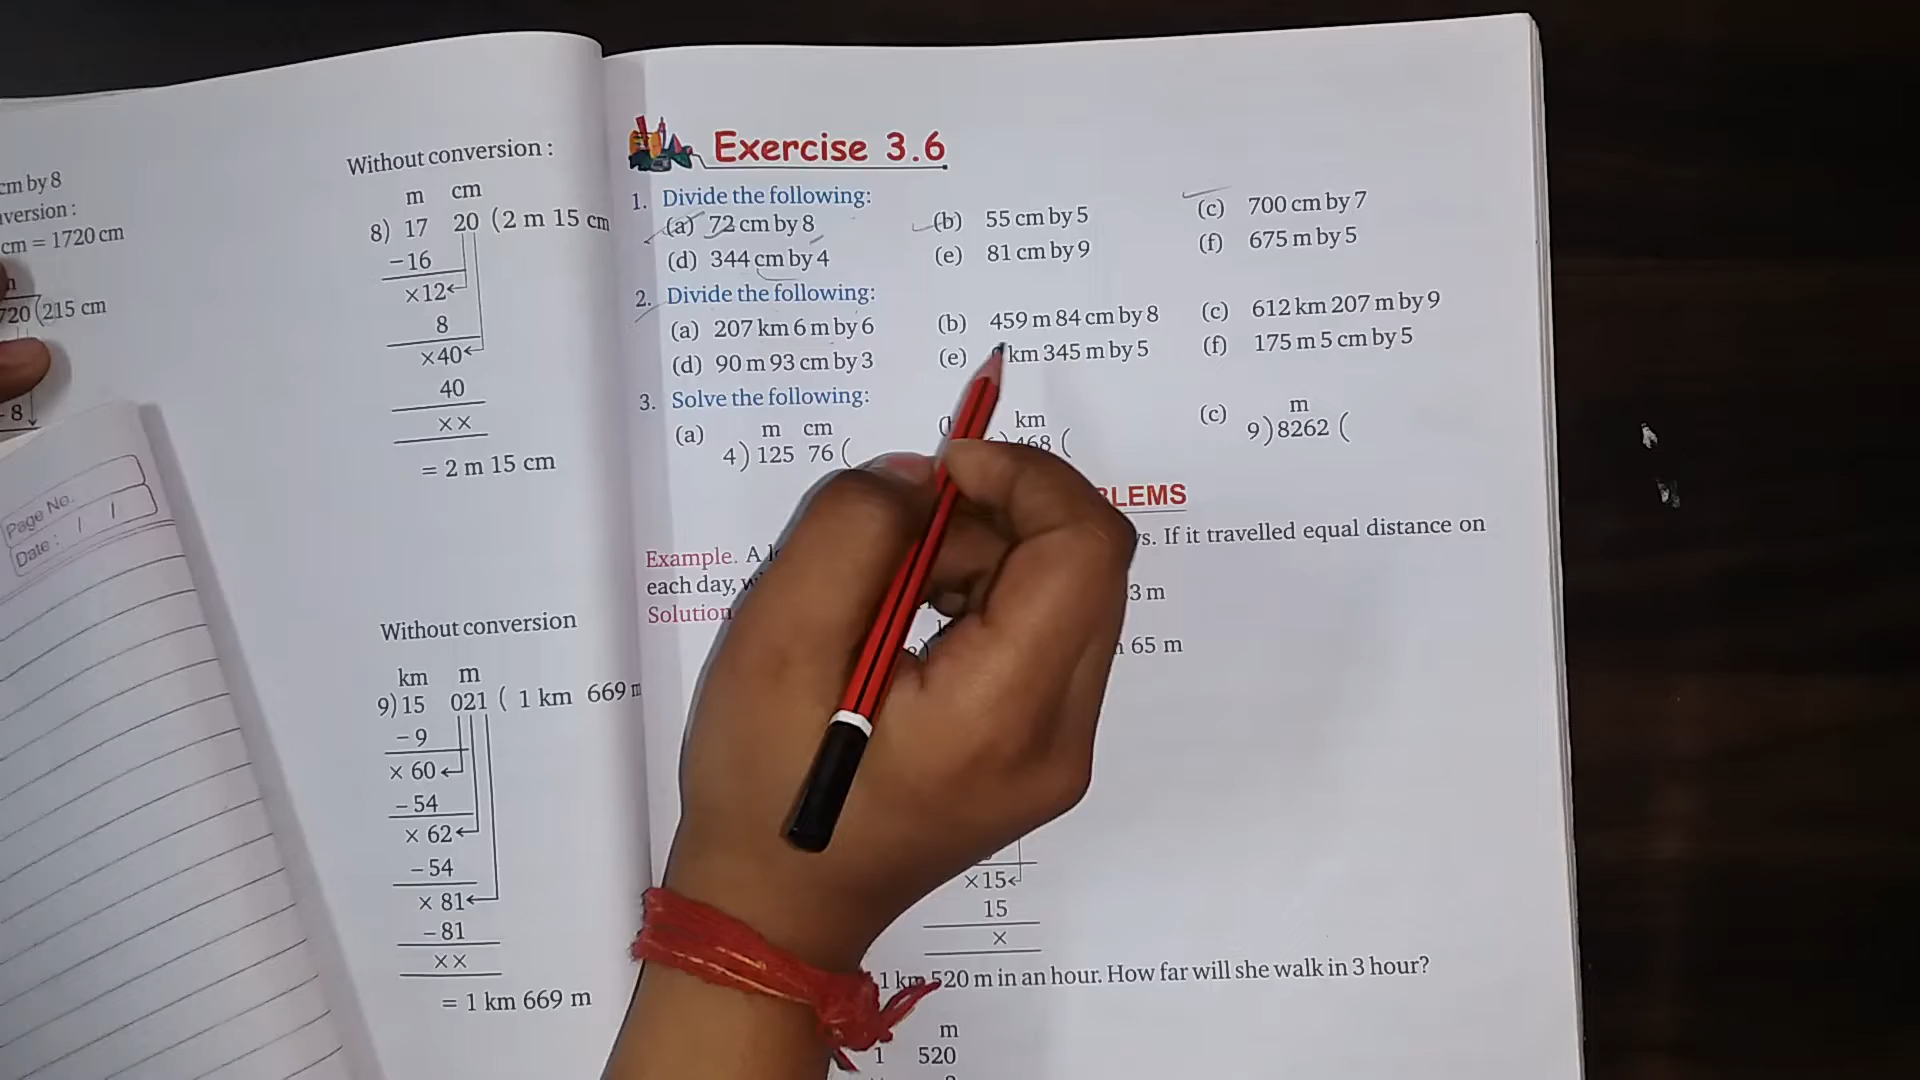 cm by 8
cm = 1720 cm
720 ( 215 cm
- 8
Page No.
Date :
Without conversion :
m cm
8 ) 17 20 ( 2 m 15 cm
- 16
× 12
8
× 40
40
× ×
= 2 m 15 cm
Without conversion
km m
9 ) 15 021 ( 1 km 669 m
- 9
× 60
- 54
× 62
- 54
× 81
- 81
× ×
= 1 km 669 m
Exercise 3.6
1. Divide the following:
(a) 72 cm by 8 (b) 55 cm by 5 (c) 700 cm by 7
(d) 344 cm by 4 (e) 81 cm by 9 (f) 675 m by 5
2. Divide the following:
(a) 207 km 6 m by 6 (b) 459 m 84 cm by 8 (c) 612 km 207 m by 9
(d) 90 m 93 cm by 3 (e) km 345 m by 5 (f) 175 m 5 cm by 5
3. Solve the following:
(a) m cm km (c) m
4 ) 125 76 ( 468 ( 9 ) 8262 (
Example. A If it travelled equal distance on
each day,
Solution 3 m
65 m
× 15
15
×
1 km 520 m in an hour. How far will she walk in 3 hour?
m
1 520